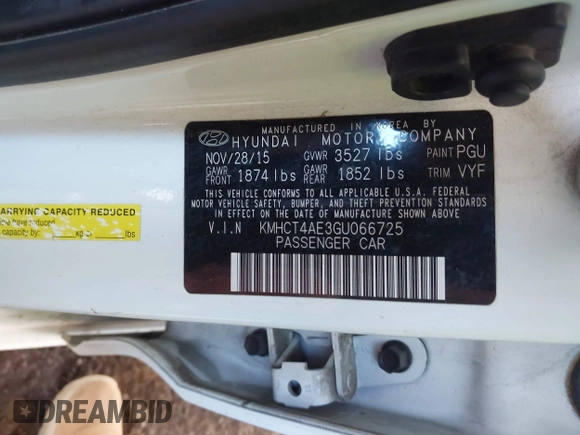 MANUFACTURED IN KOREA BY
HYUNDAI MOTOR COMPANY
NOV/28/15 GVWR 3527 lbs PAINT PGU
GAWR FRONT 1874 lbs GAWR REAR 1852 lbs TRIM VYF
THIS VEHICLE CONFORMS TO ALL APPLICABLE U.S.A. FEDERAL
MOTOR VEHICLE SAFETY, BUMPER, AND THEFT PREVENTION STANDARDS
IN EFFECT ON THE DATE OF MANUFACTURE SHOWN ABOVE.
V.I.N KMHCT4AE3GU066725
PASSENGER CAR
CARRYING CAPACITY REDUCED
capacity by: kg lbs
DREAMBID